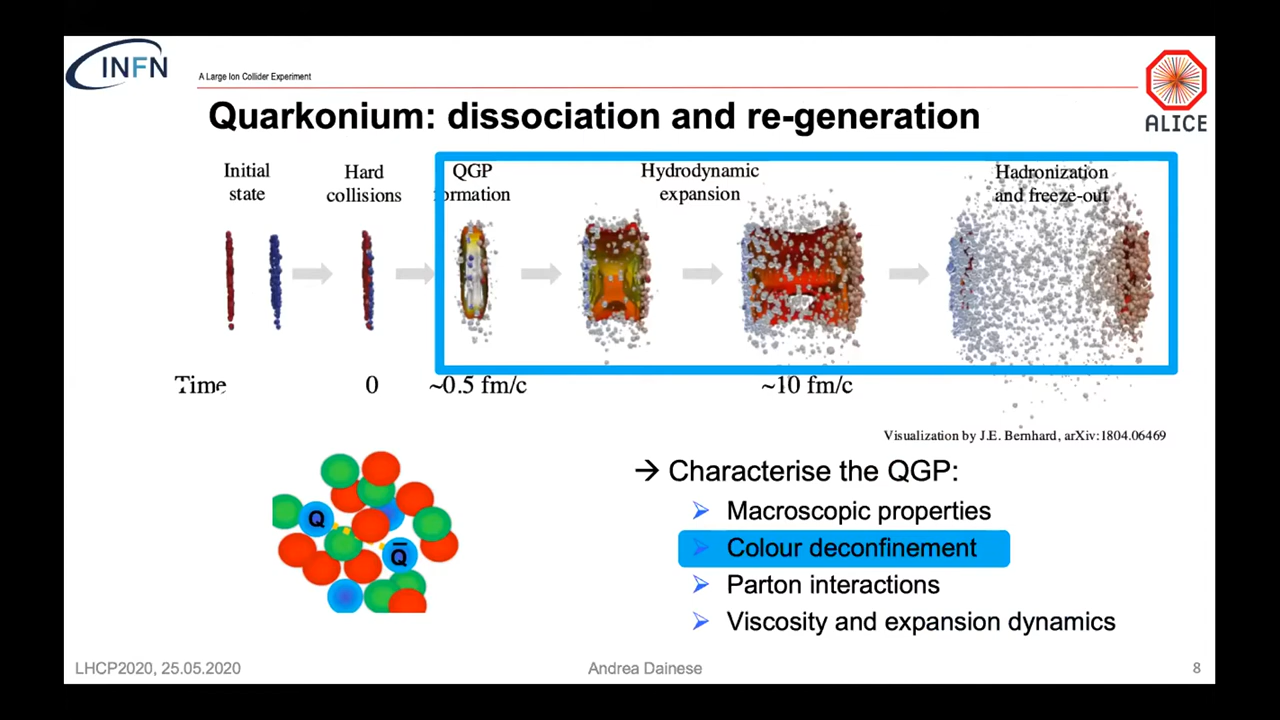 INFN
A Large Ion Collider Experiment
ALICE
Quarkonium: dissociation and re-generation
Initial state
Hard collisions
QGP formation
Hydrodynamic expansion
Hadronization and freeze-out
Time
0
~0.5 fm/c
~10 fm/c
Visualization by J.E. Bernhard, arXiv:1804.06469
Q
Q̅
→ Characterise the QGP:
➢ Macroscopic properties
➢ Colour deconfinement
➢ Parton interactions
➢ Viscosity and expansion dynamics
LHCP2020, 25.05.2020
Andrea Dainese
8